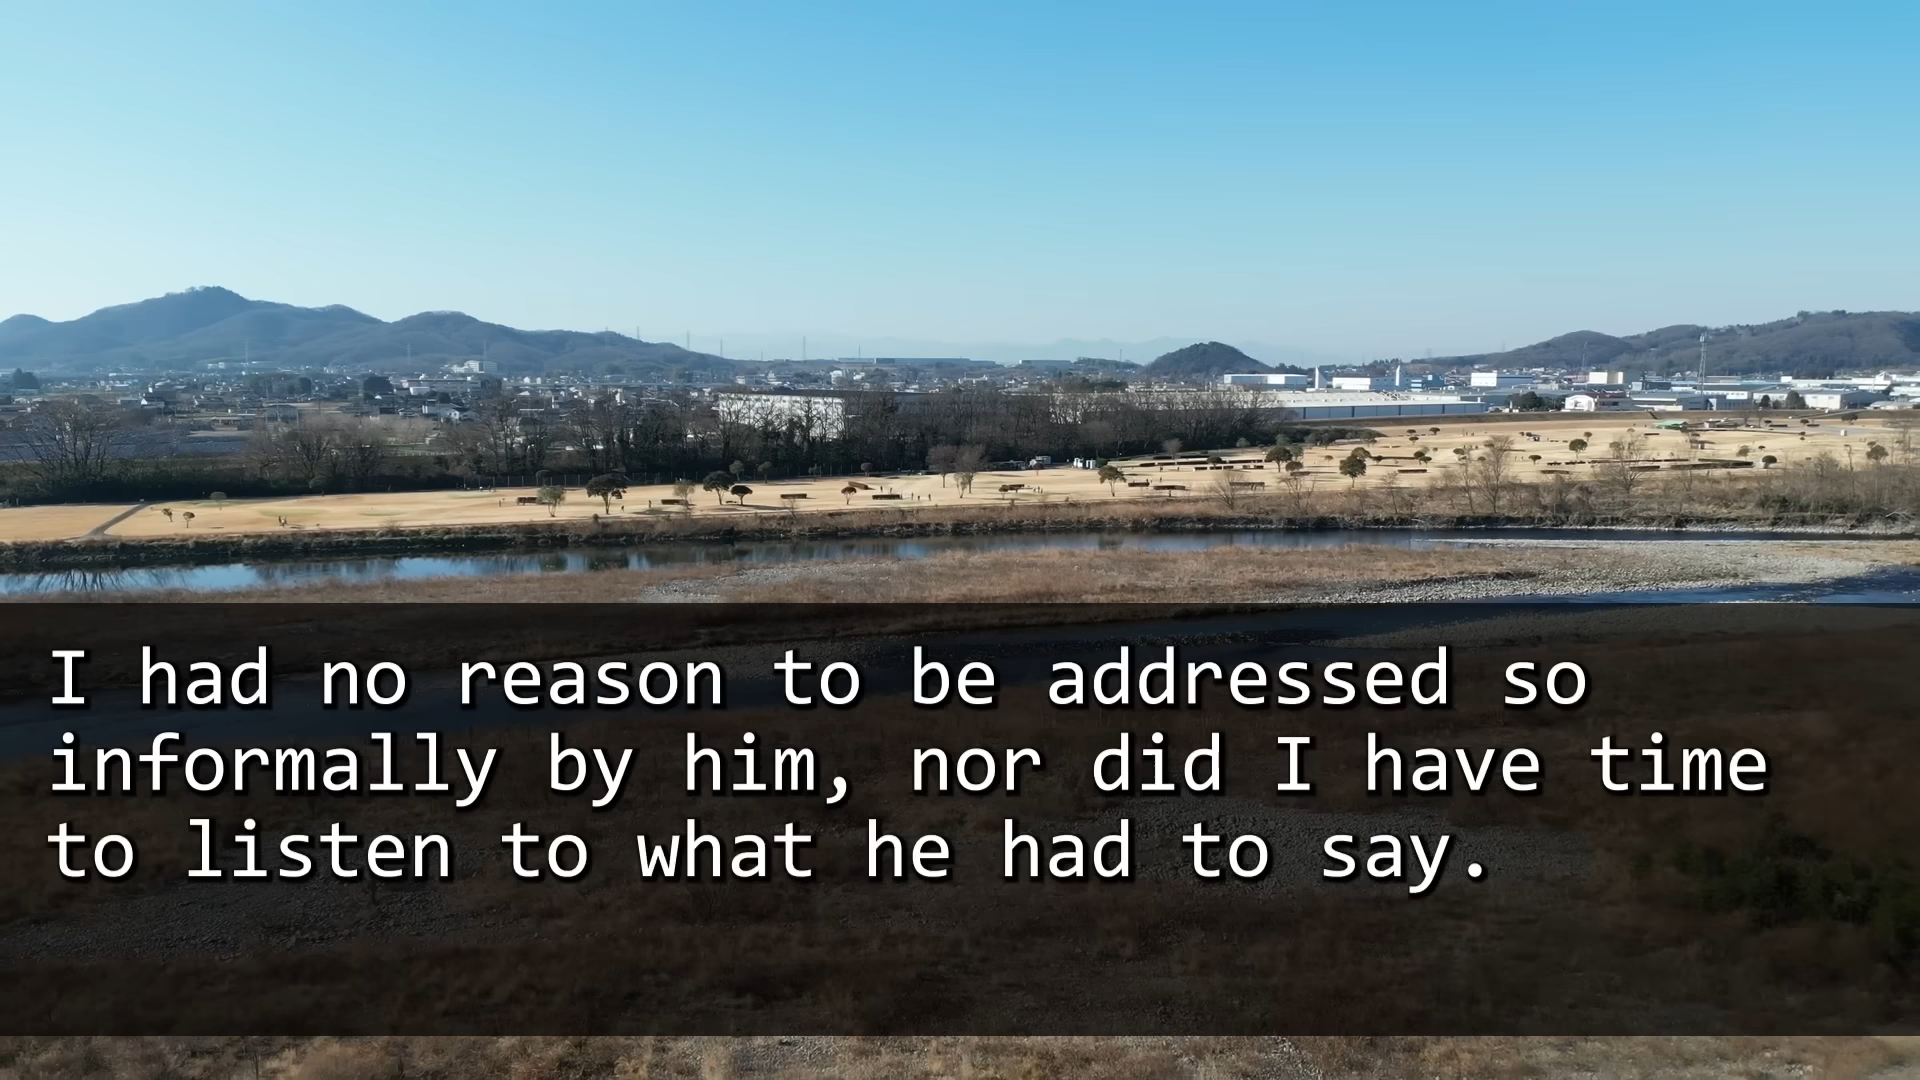 I had no reason to be addressed so
informally by him, nor did I have time
to listen to what he had to say.